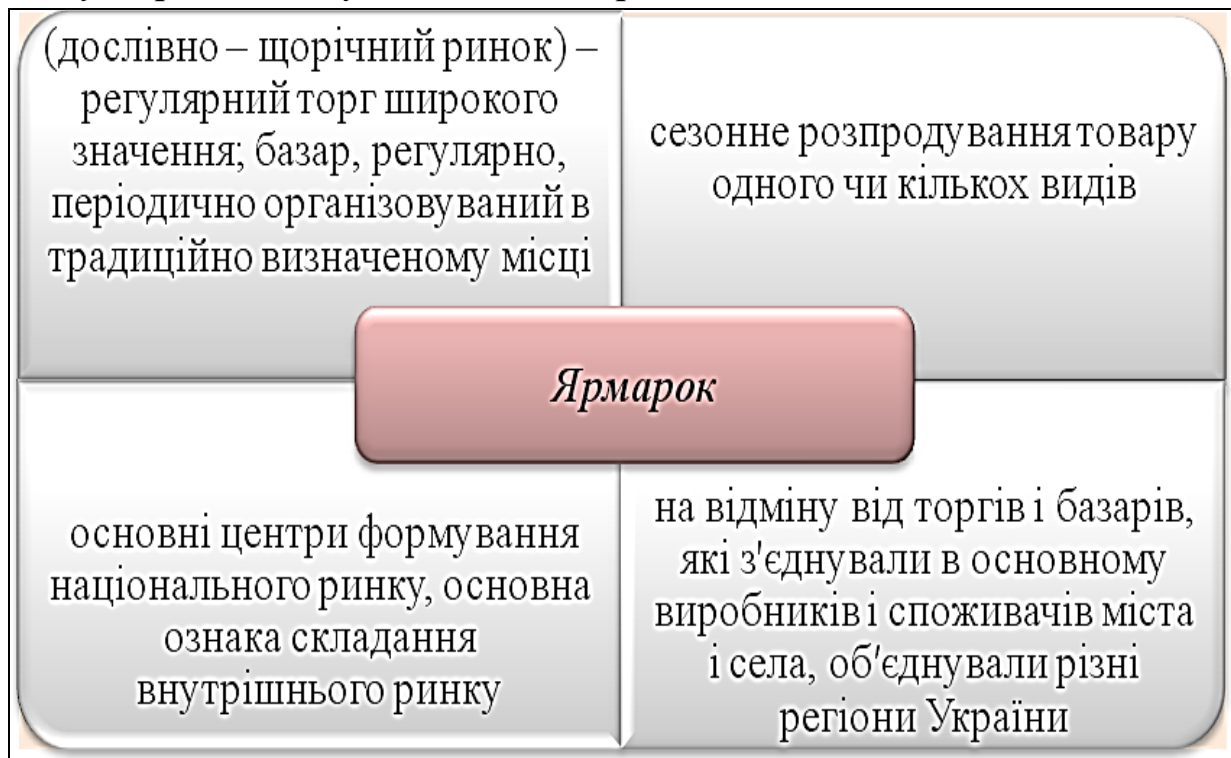 (дослівно – щорічний ринок) –
регулярний торг широкого
значення; базар, регулярно,
періодично організовуваний в
традиційно визначеному місці
сезонне розпродування товару
одного чи кількох видів
Ярмарок
основні центри формування
національного ринку, основна
ознака складання
внутрішнього ринку
на відміну від торгів і базарів,
які з'єднували в основному
виробників і споживачів міста
і села, об'єднували різні
регіони України